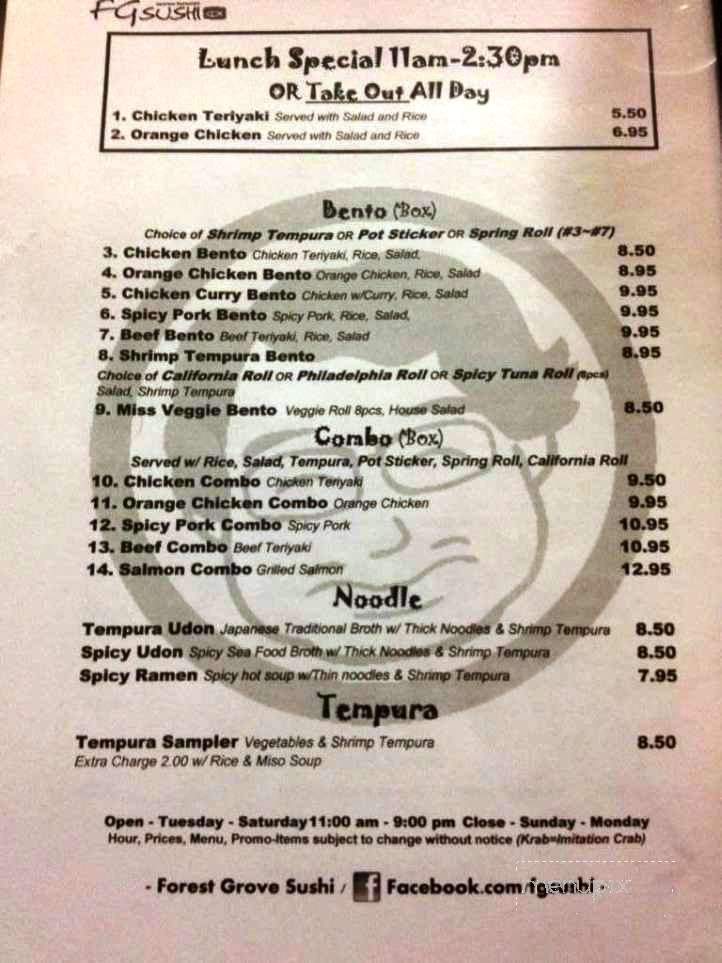 FG SUSHI
Lunch Special 11am-2:30pm
OR Take Out All Day
1. Chicken Teriyaki Served with Salad and Rice 5.50
2. Orange Chicken Served with Salad and Rice 6.95
Bento (Box)
Choice of Shrimp Tempura OR Pot Sticker OR Spring Roll (#3~#7)
3. Chicken Bento Chicken Teriyaki, Rice, Salad, 8.50
4. Orange Chicken Bento Orange Chicken, Rice, Salad 8.95
5. Chicken Curry Bento Chicken w/Curry, Rice, Salad 9.95
6. Spicy Pork Bento Spicy Pork, Rice, Salad, 9.95
7. Beef Bento Beef Teriyaki, Rice, Salad 9.95
8. Shrimp Tempura Bento 8.95
Choice of California Roll OR Philadelphia Roll OR Spicy Tuna Roll (8pcs)
Salad, Shrimp Tempura
9. Miss Veggie Bento Veggie Roll 8pcs, House Salad 8.50
Combo (Box)
Served w/ Rice, Salad, Tempura, Pot Sticker, Spring Roll, California Roll
10. Chicken Combo Chicken Teriyaki 9.50
11. Orange Chicken Combo Orange Chicken 9.95
12. Spicy Pork Combo Spicy Pork 10.95
13. Beef Combo Beef Teriyaki 10.95
14. Salmon Combo Grilled Salmon 12.95
Noodle
Tempura Udon Japanese Traditional Broth w/ Thick Noodles & Shrimp Tempura 8.50
Spicy Udon Spicy Sea Food Broth w/ Thick Noodles & Shrimp Tempura 8.50
Spicy Ramen Spicy hot soup w/Thin noodles & Shrimp Tempura 7.95
Tempura
Tempura Sampler Vegetables & Shrimp Tempura 8.50
Extra Charge 2.00 w/ Rice & Miso Soup
Open - Tuesday - Saturday 11:00 am - 9:00 pm Close - Sunday - Monday
Hour, Prices, Menu, Promo-Items subject to change without notice (Krab=Imitation Crab)
- Forest Grove Sushi / f Facebook.com/